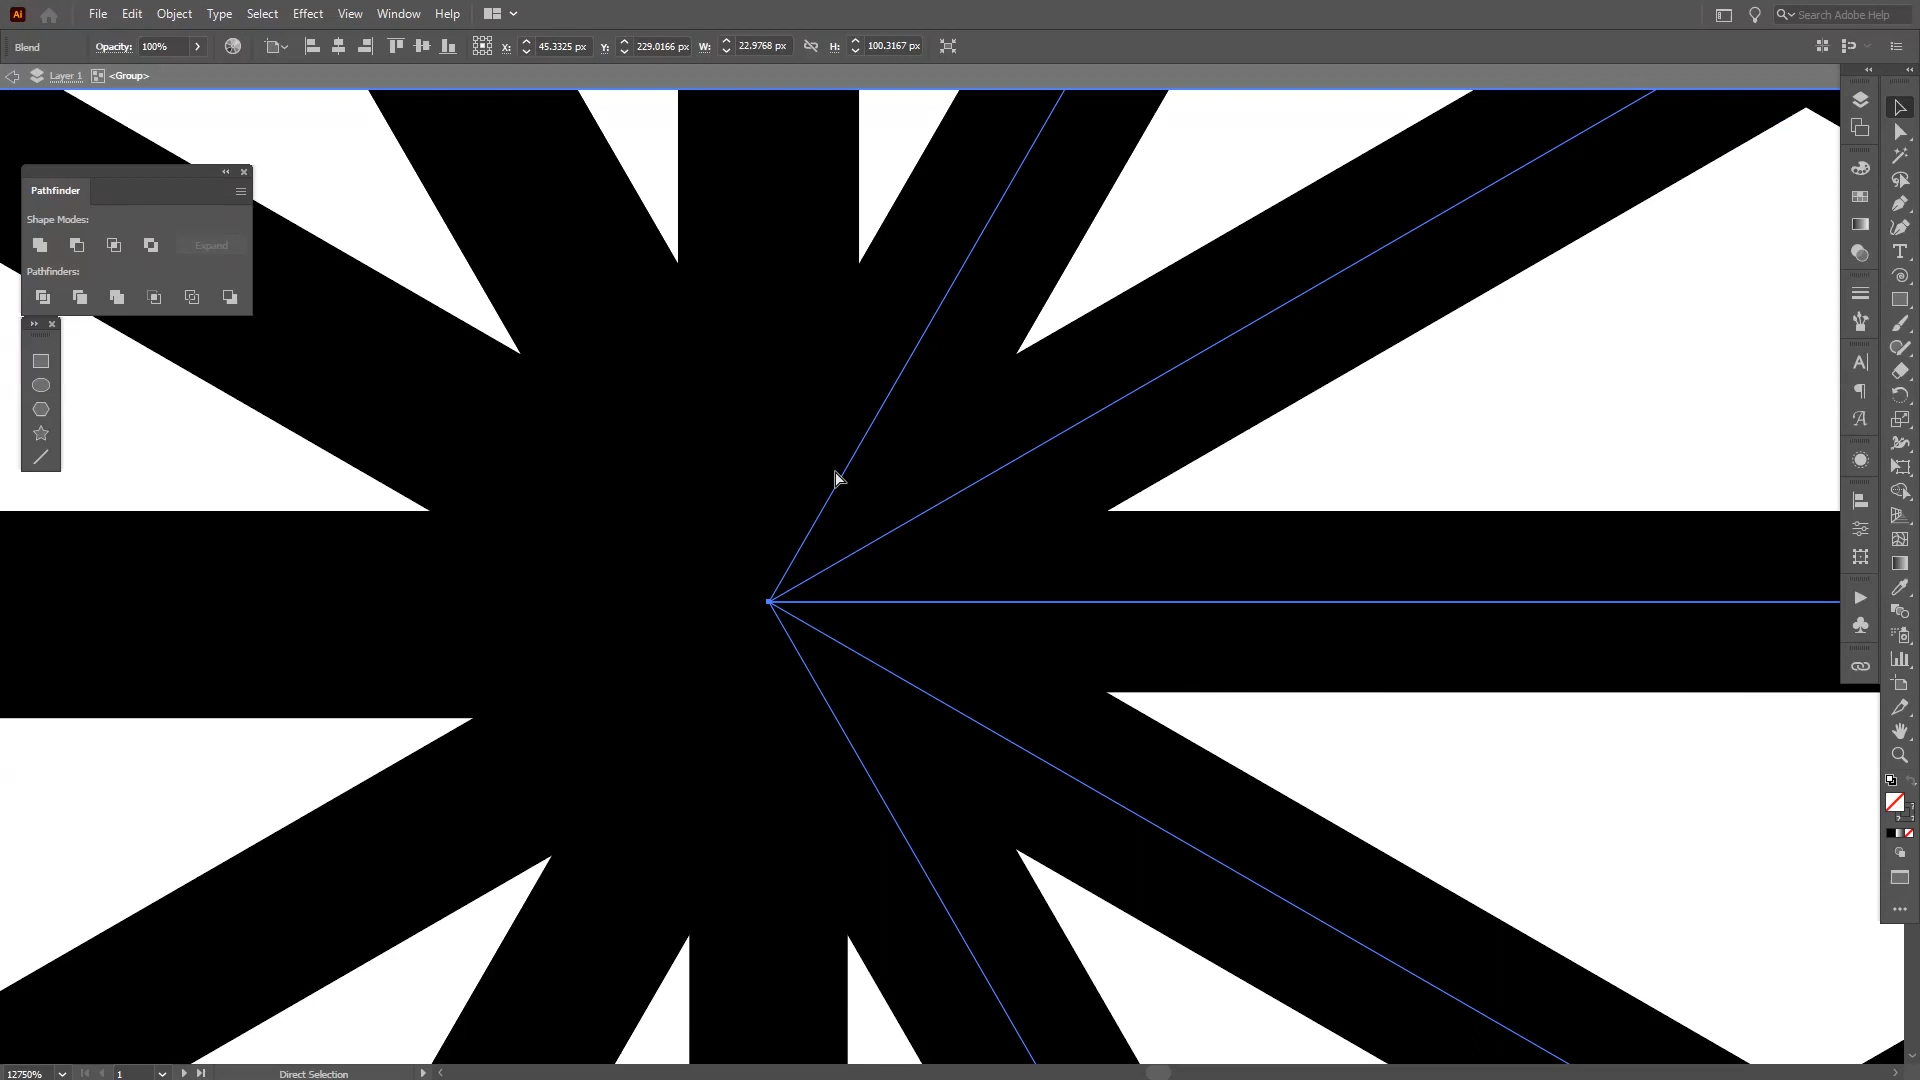 Ai File Edit Object Type Select Effect View Window Help Search Adobe Help
Blend Opacity: 100% X: 45.3325 px Y: 229.0166 px W: 22.9768 px H: 100.3167 px
Layer 1 <Group>
Pathfinder
Shape Modes:
Expand
Pathfinders:
12750% 1 Direct Selection